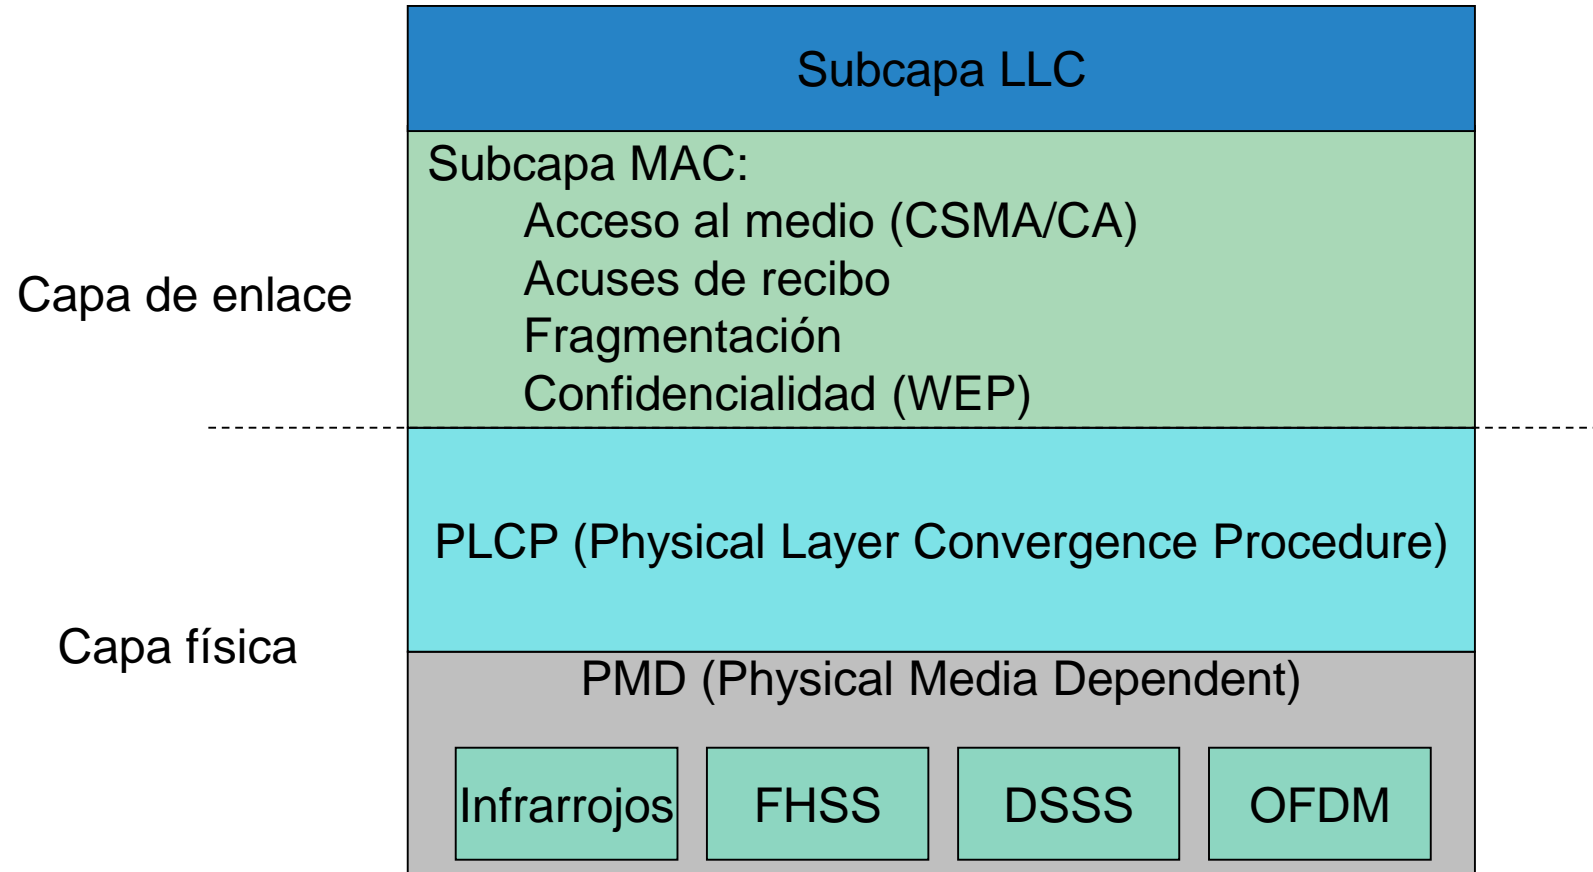 Subcapa LLC
Subcapa MAC:
Acceso al medio (CSMA/CA)
Acuses de recibo
Fragmentación
Confidencialidad (WEP)
Capa de enlace
PLCP (Physical Layer Convergence Procedure)
Capa física
PMD (Physical Media Dependent)
Infrarrojos
FHSS
DSSS
OFDM